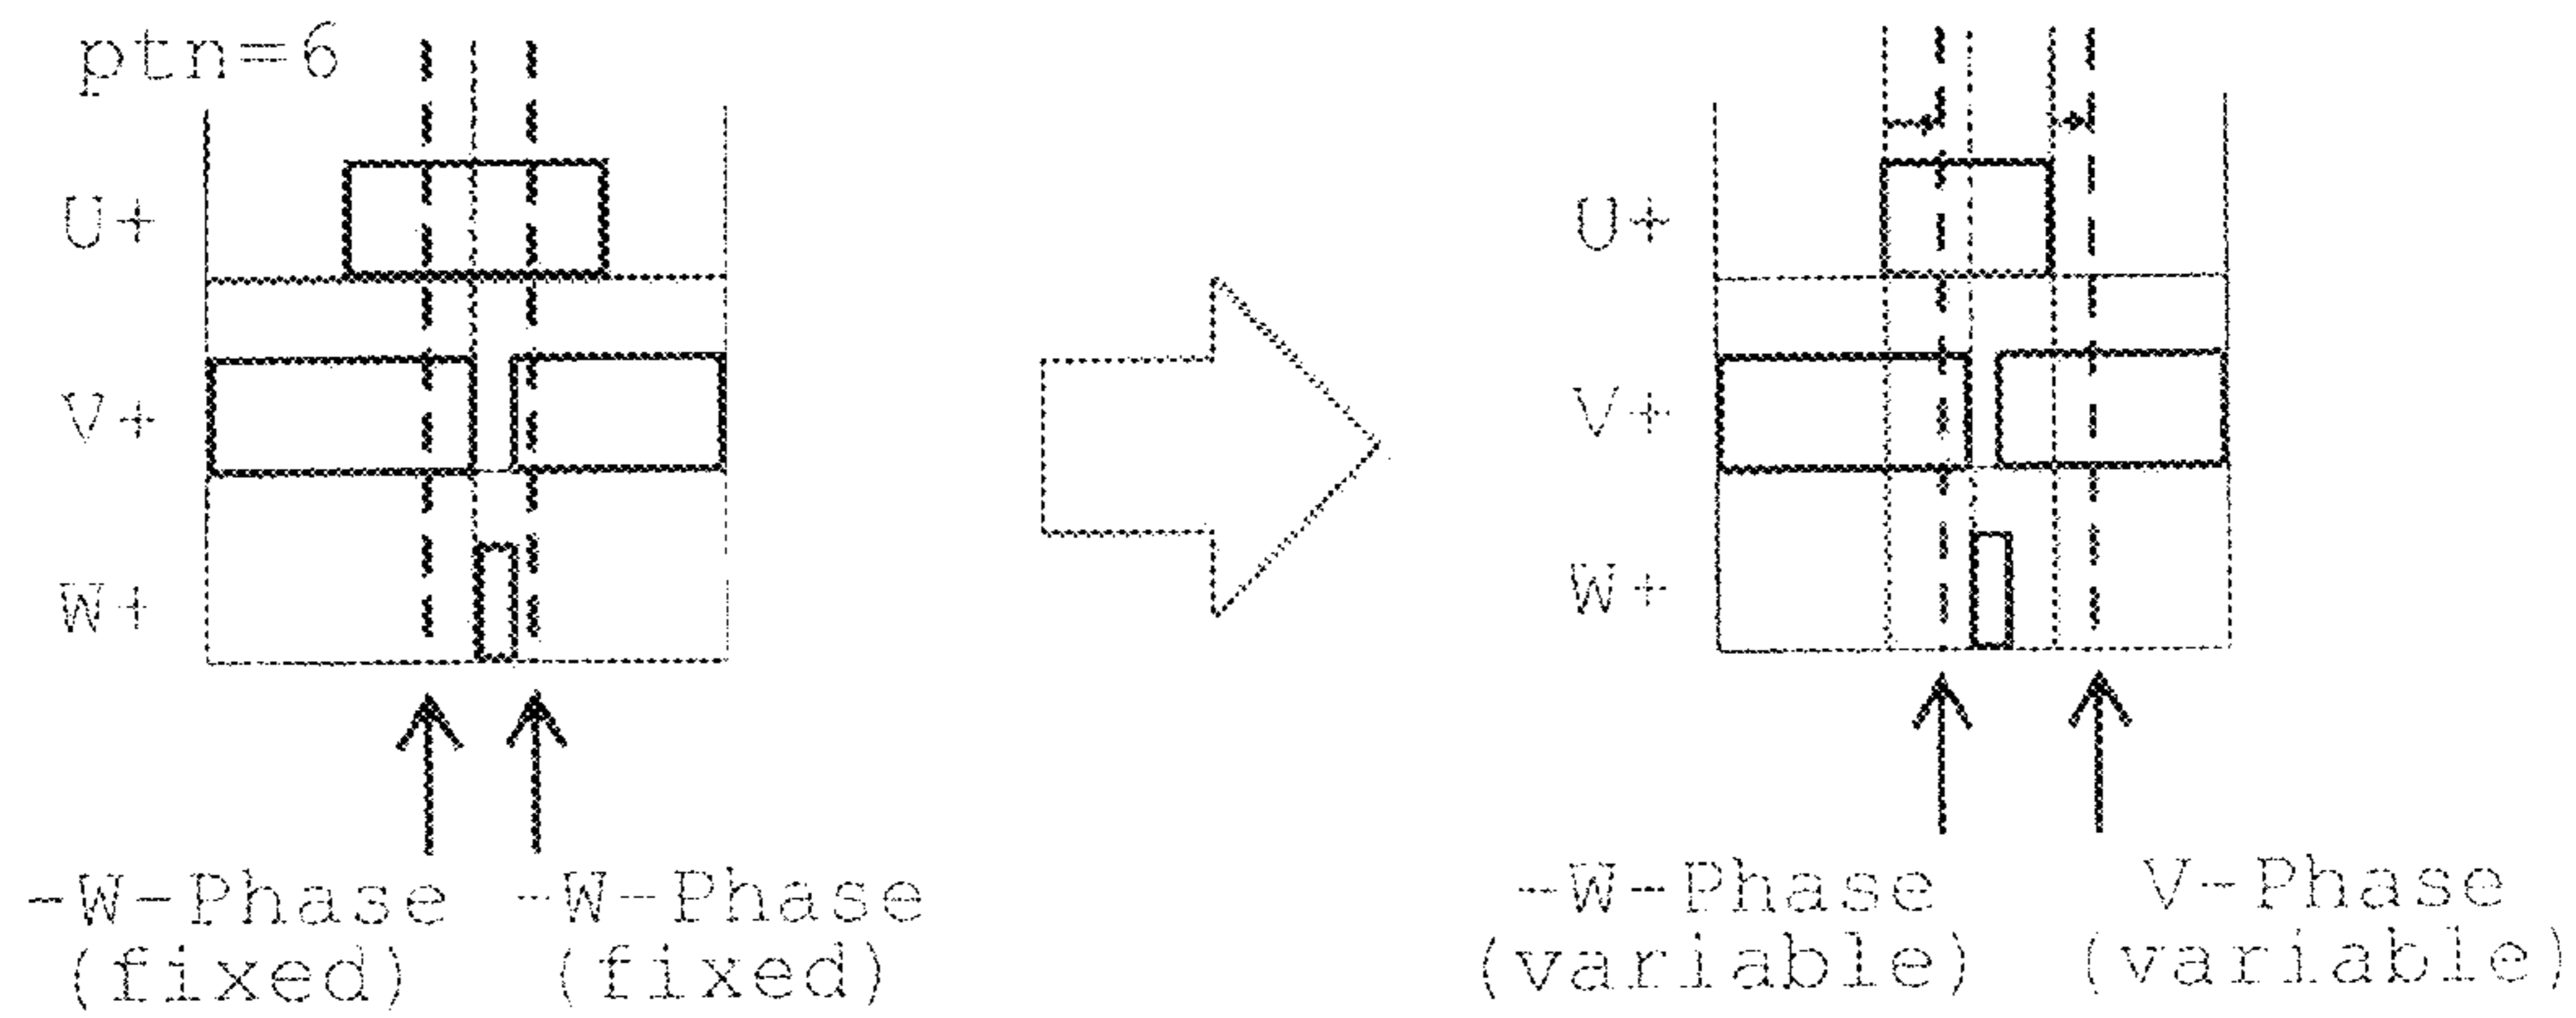 ptn=6
U+
V+
W+
-W-Phase
(fixed)
-W-Phase
(fixed)
U+
V+
W+
-W-Phase
(variable)
V-Phase
(variable)